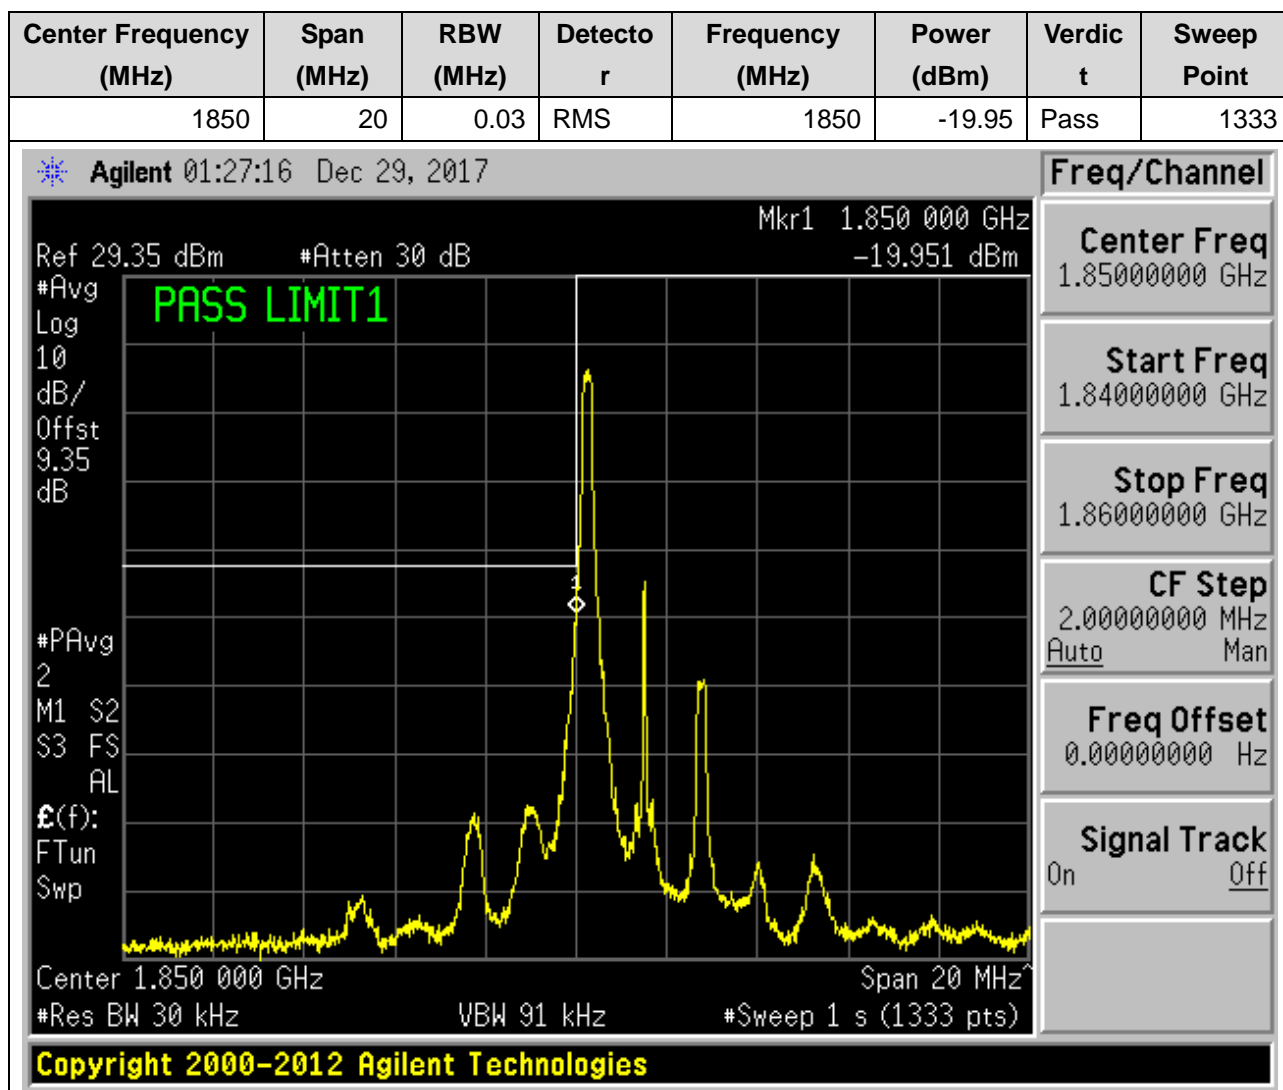 Center Frequency (MHz) Span (MHz) RBW (MHz) Detecto r Frequency (MHz) Power (dBm) Verdic t Sweep Point
1850 20 0.03 RMS 1850 -19.95 Pass 1333
Agilent 01:27:16 Dec 29, 2017
Mkr1 1.850 000 GHz
Ref 29.35 dBm #Atten 30 dB -19.951 dBm
#Avg
Log
10
dB/
Offst
9.35
dB
PASS LIMIT1
1
#PAvg
2
M1 S2
S3 FS
AL
£(f):
FTun
Swp
Center 1.850 000 GHz Span 20 MHz^
#Res BW 30 kHz VBW 91 kHz #Sweep 1 s (1333 pts)
Copyright 2000-2012 Agilent Technologies
Freq/Channel
Center Freq
1.85000000 GHz
Start Freq
1.84000000 GHz
Stop Freq
1.86000000 GHz
CF Step
2.00000000 MHz
Auto Man
Freq Offset
0.00000000 Hz
Signal Track
On Off